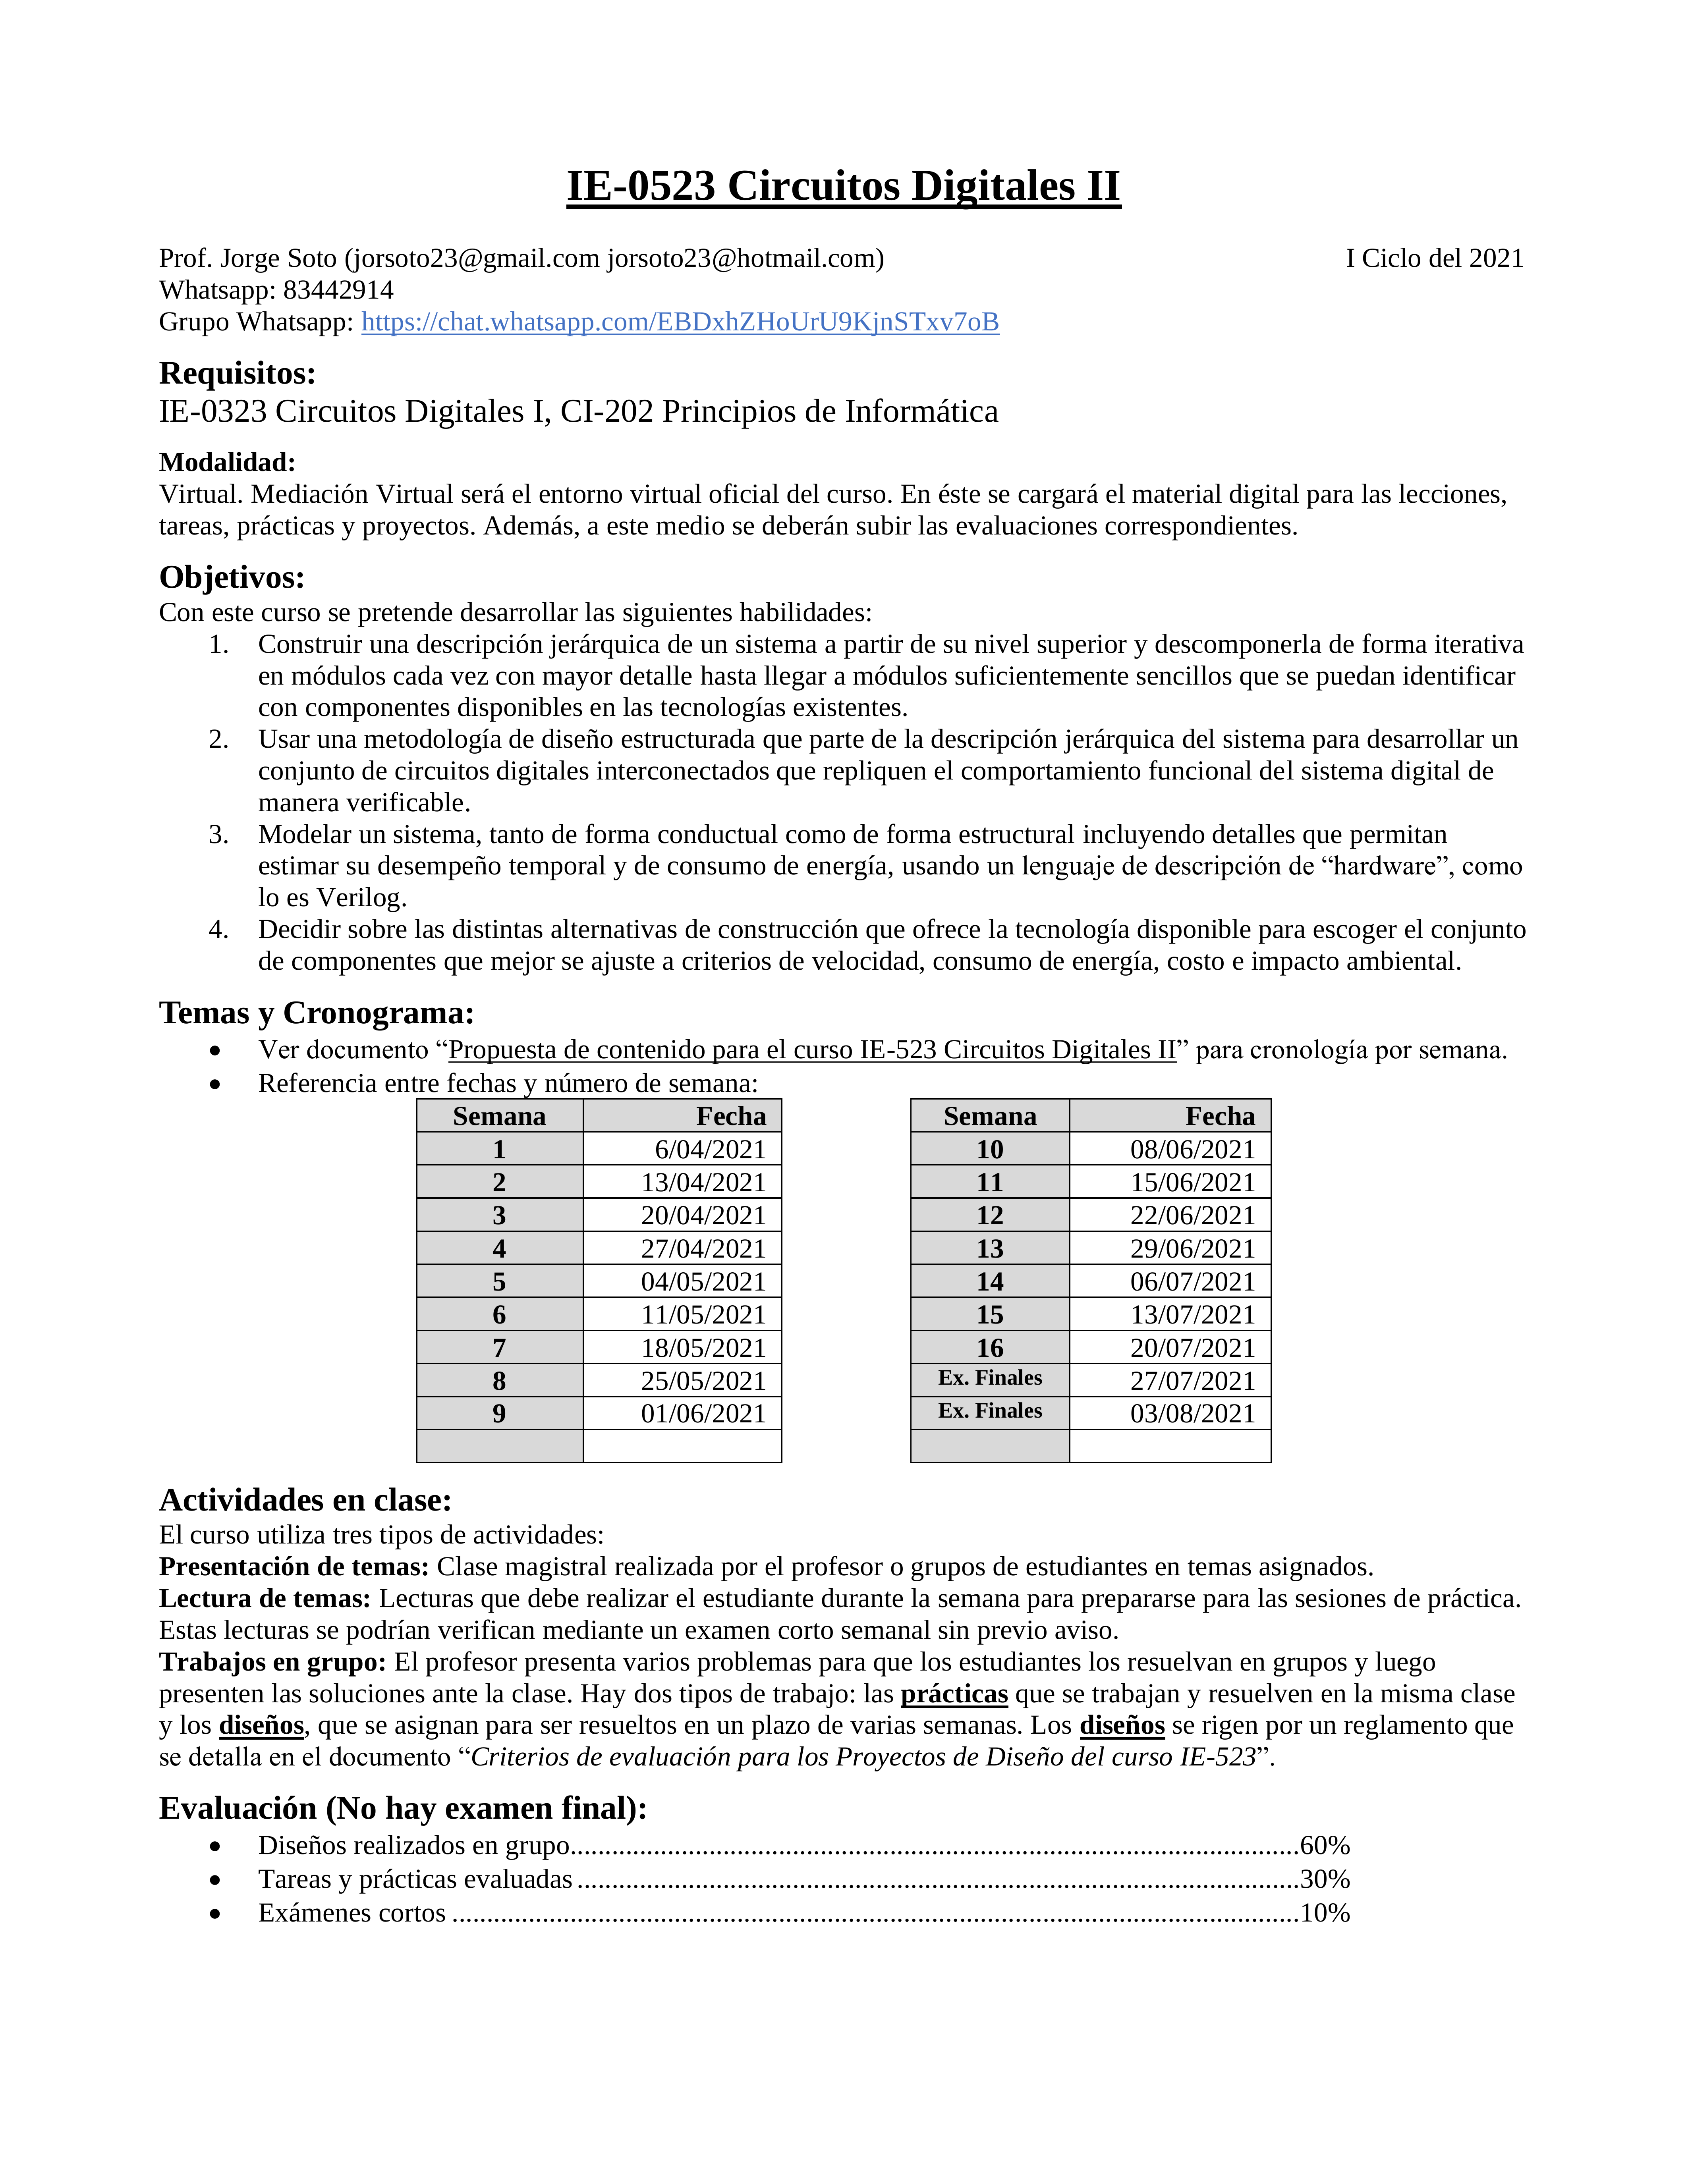 IE-0523 Circuitos Digitales II
Prof. Jorge Soto (jorsoto23@gmail.com jorsoto23@hotmail.com) I Ciclo del 2021
Whatsapp: 83442914
Grupo Whatsapp: https://chat.whatsapp.com/EBDxhZHoUrU9KjnSTxv7oB
Requisitos:
IE-0323 Circuitos Digitales I, CI-202 Principios de Informática
Modalidad:
Virtual. Mediación Virtual será el entorno virtual oficial del curso. En éste se cargará el material digital para las lecciones,
tareas, prácticas y proyectos. Además, a este medio se deberán subir las evaluaciones correspondientes.
Objetivos:
Con este curso se pretende desarrollar las siguientes habilidades:
1. Construir una descripción jerárquica de un sistema a partir de su nivel superior y descomponerla de forma iterativa
en módulos cada vez con mayor detalle hasta llegar a módulos suficientemente sencillos que se puedan identificar
con componentes disponibles en las tecnologías existentes.
2. Usar una metodología de diseño estructurada que parte de la descripción jerárquica del sistema para desarrollar un
conjunto de circuitos digitales interconectados que repliquen el comportamiento funcional del sistema digital de
manera verificable.
3. Modelar un sistema, tanto de forma conductual como de forma estructural incluyendo detalles que permitan
estimar su desempeño temporal y de consumo de energía, usando un lenguaje de descripción de “hardware”, como
lo es Verilog.
4. Decidir sobre las distintas alternativas de construcción que ofrece la tecnología disponible para escoger el conjunto
de componentes que mejor se ajuste a criterios de velocidad, consumo de energía, costo e impacto ambiental.
Temas y Cronograma:
• Ver documento “Propuesta de contenido para el curso IE-523 Circuitos Digitales II” para cronología por semana.
• Referencia entre fechas y número de semana:
Semana Fecha Semana Fecha
1 6/04/2021 10 08/06/2021
2 13/04/2021 11 15/06/2021
3 20/04/2021 12 22/06/2021
4 27/04/2021 13 29/06/2021
5 04/05/2021 14 06/07/2021
6 11/05/2021 15 13/07/2021
7 18/05/2021 16 20/07/2021
8 25/05/2021 Ex. Finales 27/07/2021
9 01/06/2021 Ex. Finales 03/08/2021
Actividades en clase:
El curso utiliza tres tipos de actividades:
Presentación de temas: Clase magistral realizada por el profesor o grupos de estudiantes en temas asignados.
Lectura de temas: Lecturas que debe realizar el estudiante durante la semana para prepararse para las sesiones de práctica.
Estas lecturas se podrían verifican mediante un examen corto semanal sin previo aviso.
Trabajos en grupo: El profesor presenta varios problemas para que los estudiantes los resuelvan en grupos y luego
presenten las soluciones ante la clase. Hay dos tipos de trabajo: las prácticas que se trabajan y resuelven en la misma clase
y los diseños, que se asignan para ser resueltos en un plazo de varias semanas. Los diseños se rigen por un reglamento que
se detalla en el documento “Criterios de evaluación para los Proyectos de Diseño del curso IE-523”.
Evaluación (No hay examen final):
• Diseños realizados en grupo..........60%
• Tareas y prácticas evaluadas ..........30%
• Exámenes cortos ..........10%